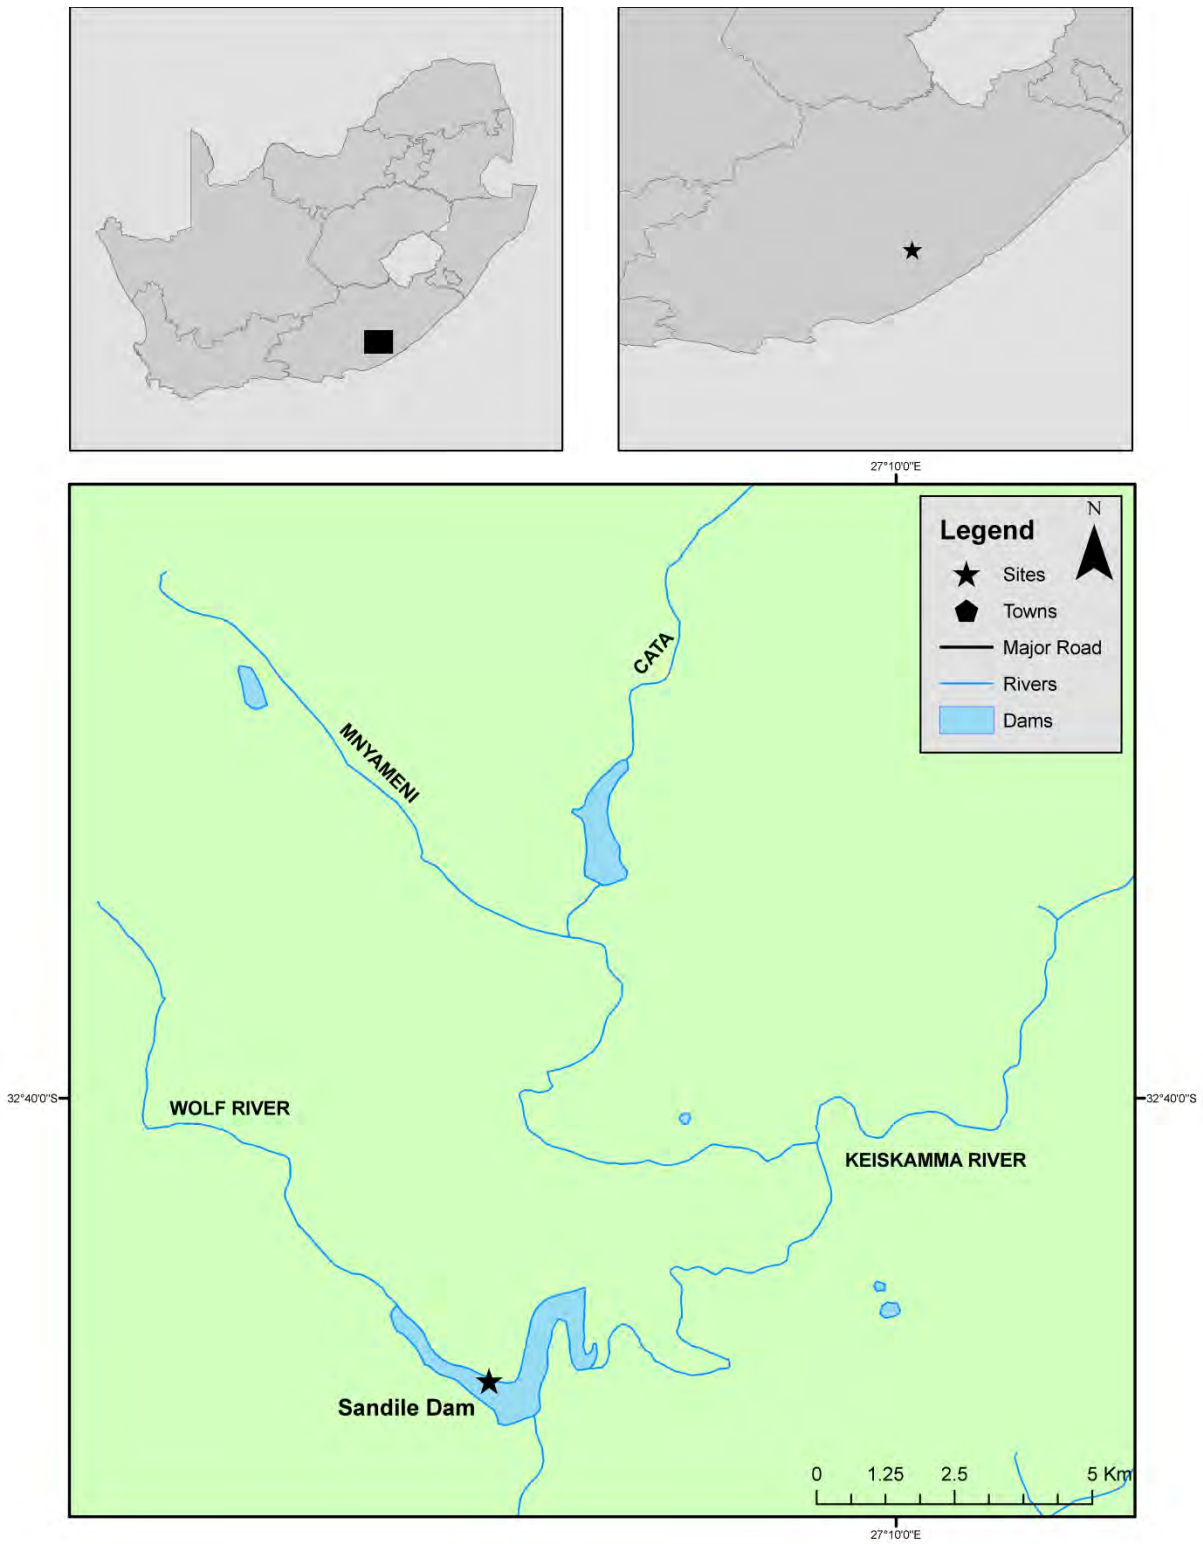 27°10'0"E
Legend
N
Sites
Towns
Major Road
Rivers
Dams
CATA
MNYAMENI
32°40'0"S
32°40'0"S
WOLF RIVER
KEISKAMMA RIVER
Sandile Dam
0 1.25 2.5 5 Km
27°10'0"E